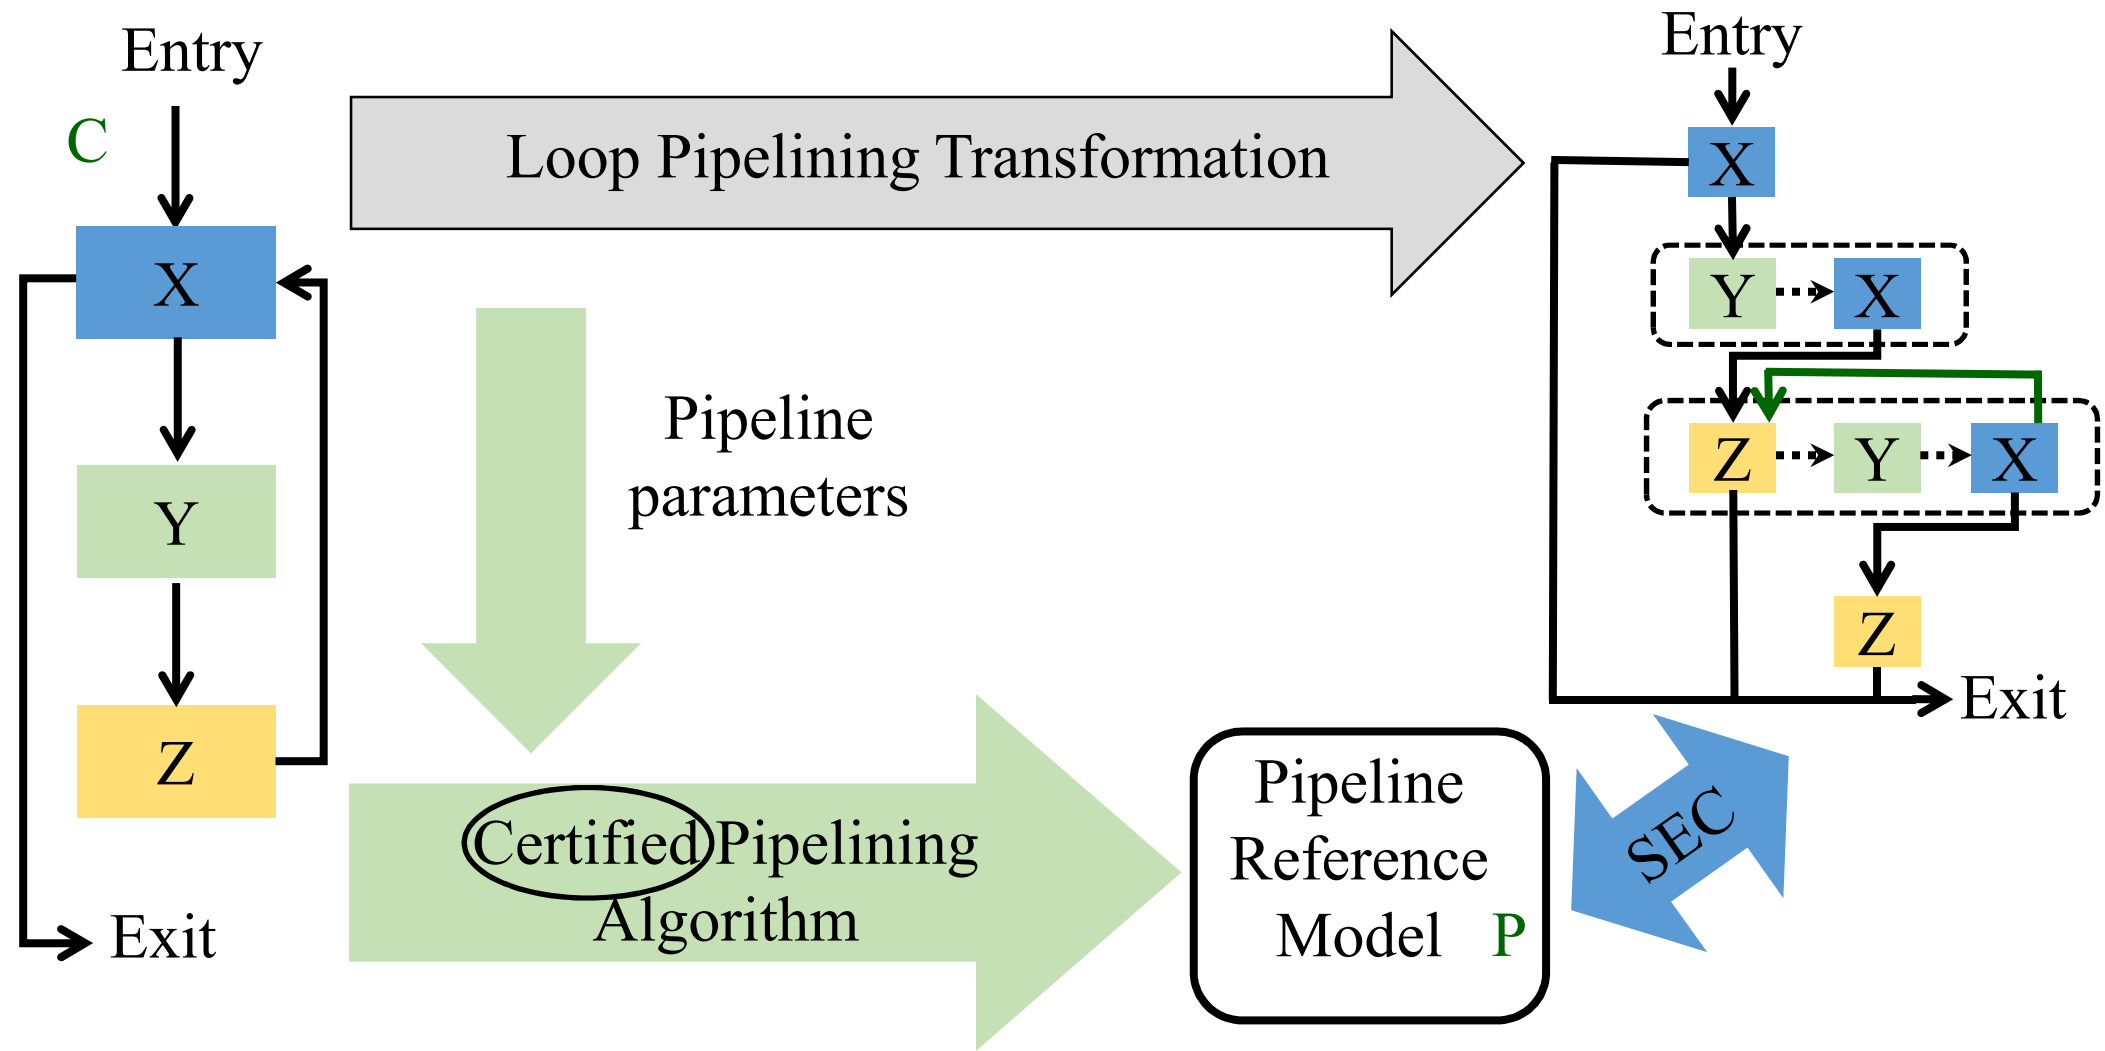 Entry
C
X
Y
Z
Exit
Loop Pipelining Transformation
Pipeline
parameters
Certified Pipelining
Algorithm
Pipeline
Reference
Model P
SEC
Entry
X
Y X
Z Y X
Z
Exit